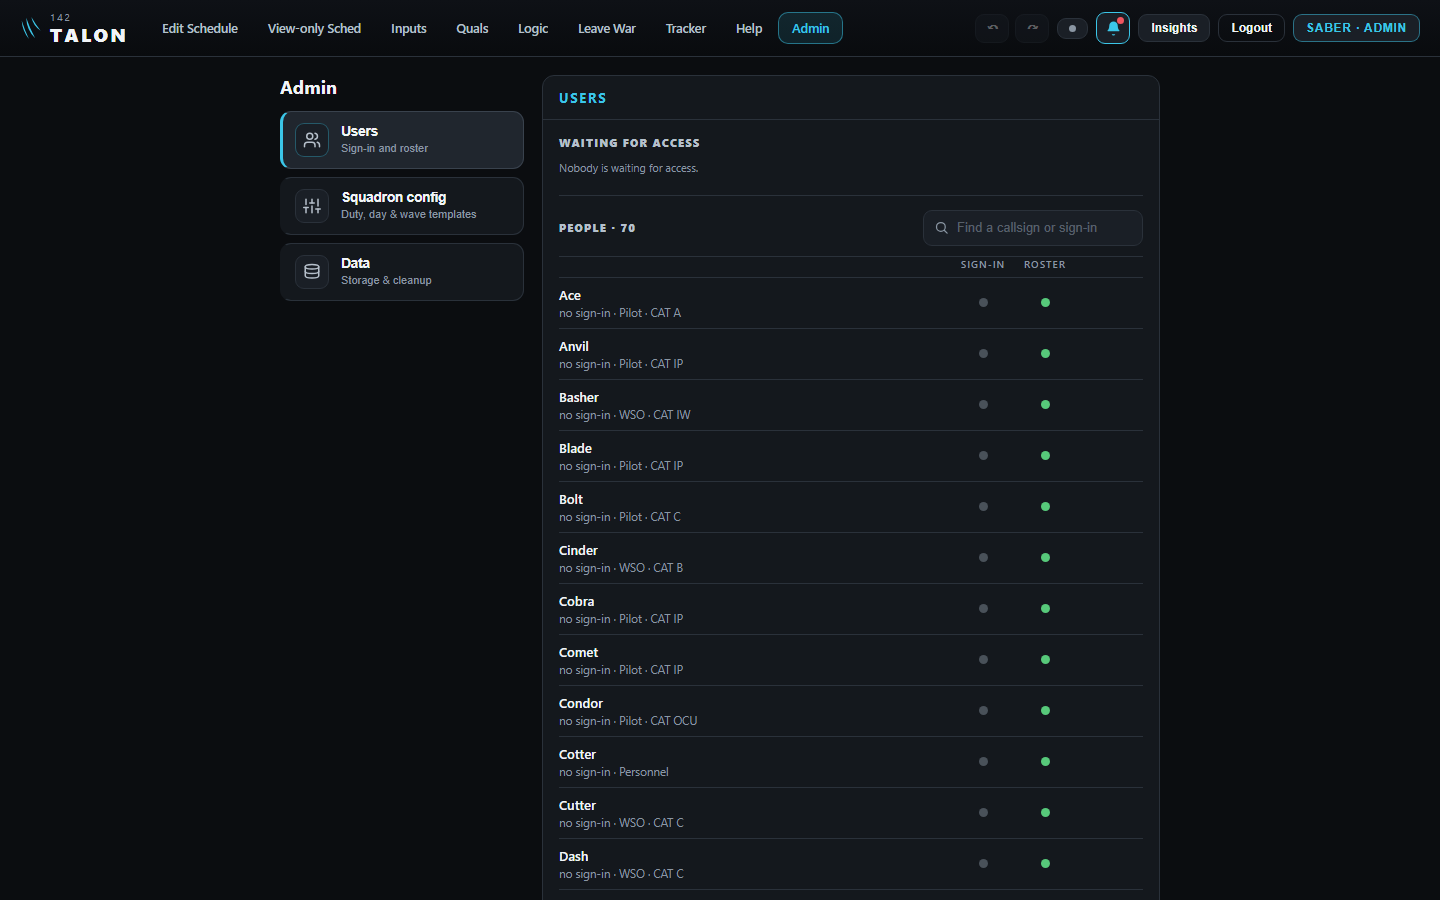 142
TALON
Edit Schedule
View-only Sched
Inputs
Quals
Logic
Leave War
Tracker
Help
Admin
Insights
Logout
SABER · ADMIN
Admin
Users
Sign-in and roster
Squadron config
Duty, day & wave templates
Data
Storage & cleanup
USERS
WAITING FOR ACCESS
Nobody is waiting for access.
PEOPLE · 70
Find a callsign or sign-in
SIGN-IN
ROSTER
Ace
no sign-in · Pilot · CAT A
Anvil
no sign-in · Pilot · CAT IP
Basher
no sign-in · WSO · CAT IW
Blade
no sign-in · Pilot · CAT IP
Bolt
no sign-in · Pilot · CAT C
Cinder
no sign-in · WSO · CAT B
Cobra
no sign-in · Pilot · CAT IP
Comet
no sign-in · Pilot · CAT IP
Condor
no sign-in · Pilot · CAT OCU
Cotter
no sign-in · Personnel
Cutter
no sign-in · WSO · CAT C
Dash
no sign-in · WSO · CAT C